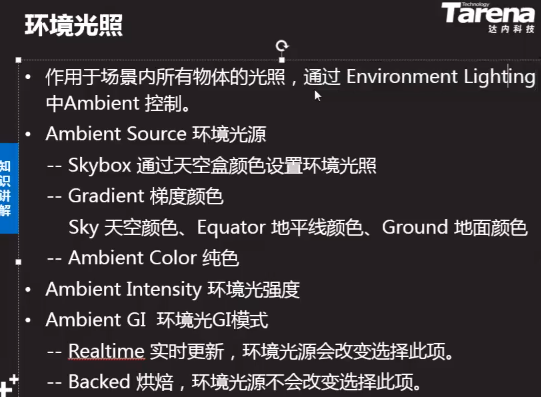 环境光照
Technology
Tarena
达内科技
• 作用于场景内所有物体的光照，通过 Environment Lighting
中Ambient 控制。
• Ambient Source 环境光源
-- Skybox 通过天空盒颜色设置环境光照
-- Gradient 梯度颜色
Sky 天空颜色、Equator 地平线颜色、Ground 地面颜色
-- Ambient Color 纯色
• Ambient Intensity 环境光强度
• Ambient GI 环境光GI模式
-- Realtime 实时更新，环境光源会改变选择此项。
-- Backed 烘焙，环境光源不会改变选择此项。
知识讲解